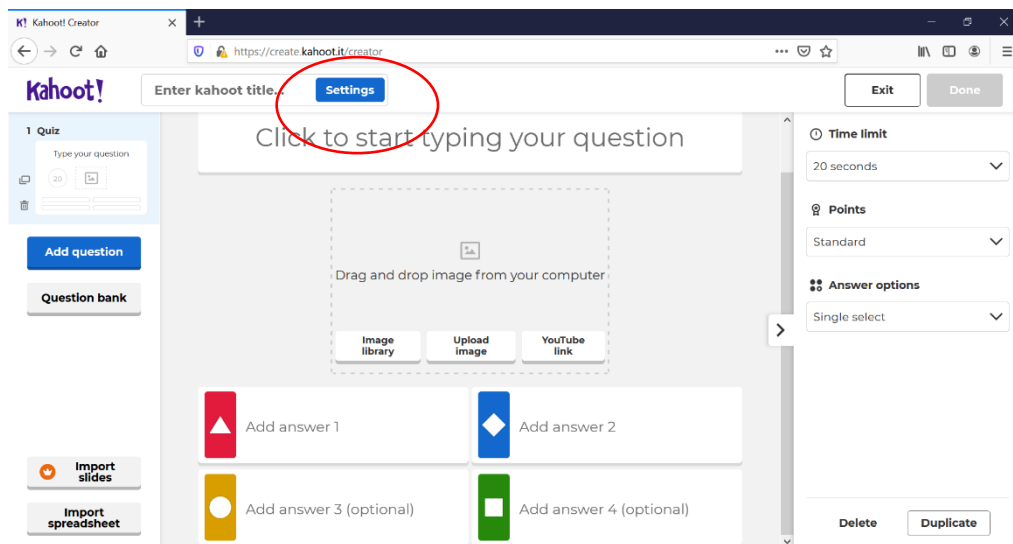 K! Kahoot! Creator
https://create.kahoot.it/creator
Kahoot!
Enter kahoot title...
Settings
Exit
Done
1 Quiz
Type your question
20
Add question
Question bank
Import
slides
Import
spreadsheet
Click to start typing your question
Drag and drop image from your computer
Image
library
Upload
image
YouTube
link
Add answer 1
Add answer 2
Add answer 3 (optional)
Add answer 4 (optional)
Time limit
20 seconds
Points
Standard
Answer options
Single select
Delete
Duplicate